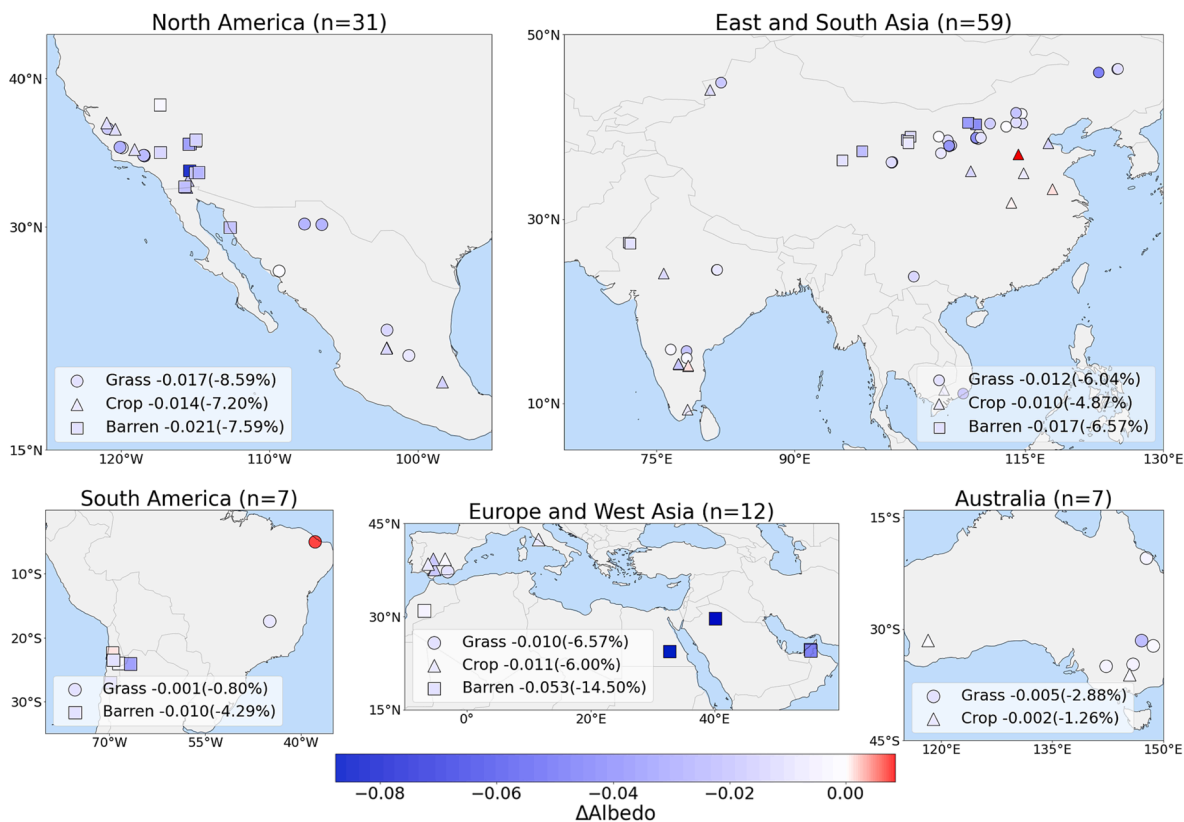 North America (n=31)
East and South Asia (n=59)
50°N
40°N
40°N
30°N
30°N
10°N
15°N
Grass -0.017(-8.59%)
Crop -0.014(-7.20%)
Barren -0.021(-7.59%)
Grass -0.012(-6.04%)
Crop -0.010(-4.87%)
Barren -0.017(-6.57%)
120°W
110°W
100°W
75°E
90°E
115°E
130°E
South America (n=7)
Europe and West Asia (n=12)
Australia (n=7)
10°S
20°S
30°S
Grass -0.001(-0.80%)
Barren -0.010(-4.29%)
70°W
55°W
40°W
45°N
30°N
15°N
Grass -0.010(-6.57%)
Crop -0.011(-6.00%)
Barren -0.053(-14.50%)
0°
20°E
40°E
15°S
30°S
45°S
Grass -0.005(-2.88%)
Crop -0.002(-1.26%)
120°E
135°E
150°E
−0.08
−0.06
−0.04
−0.02
0.00
ΔAlbedo